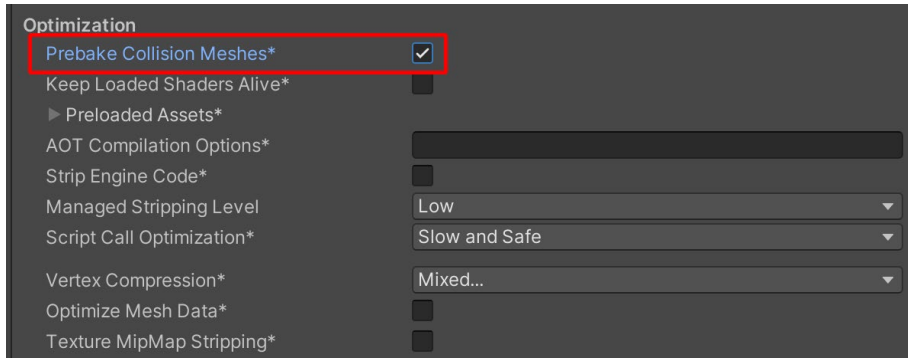 Optimization
Prebake Collision Meshes*
Keep Loaded Shaders Alive*
Preloaded Assets*
AOT Compilation Options*
Strip Engine Code*
Managed Stripping Level Low
Script Call Optimization* Slow and Safe
Vertex Compression* Mixed...
Optimize Mesh Data*
Texture MipMap Stripping*